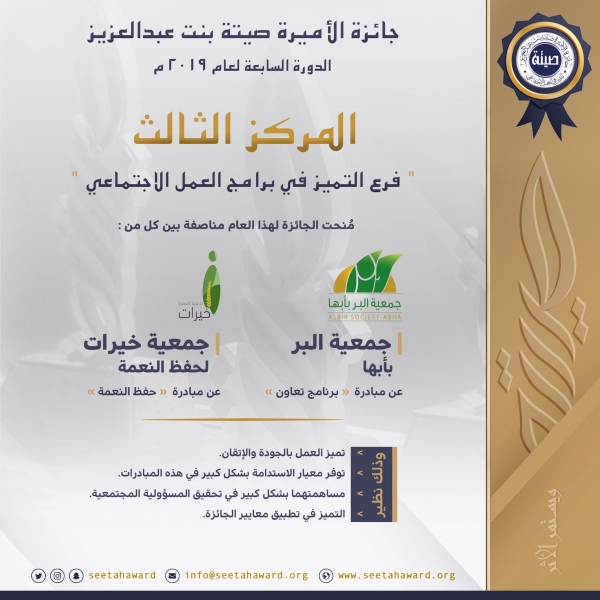 جائزة الأميرة صيتة بنت عبدالعزيز
الدورة السابعة لعام ٢٠١٩ م
المركز الثالث
" فرع التميز في برامج العمل الاجتماعي "
مُنحت الجائزة لهذا العام مناصفة بين كل من :
جمعية البر بأبها
ALBIR SOCIETY-ABHA
جمعية البر
بأبها
عن مبادرة « برنامج تعاون »
خيرات
جمعية خيرات
لحفظ النعمة
عن مبادرة « حفظ النعمة »
وذلك نظير
تميز العمل بالجودة والإتقان.
توفر معيار الاستدامة بشكل كبير في هذه المبادرات.
مساهمتهما بشكل كبير في تحقيق المسؤولية المجتمعية.
التميز في تطبيق معايير الجائزة.
صيتة
ويستمر الأثر
seetahaward info@seetahaward.org www.seetahaward.org